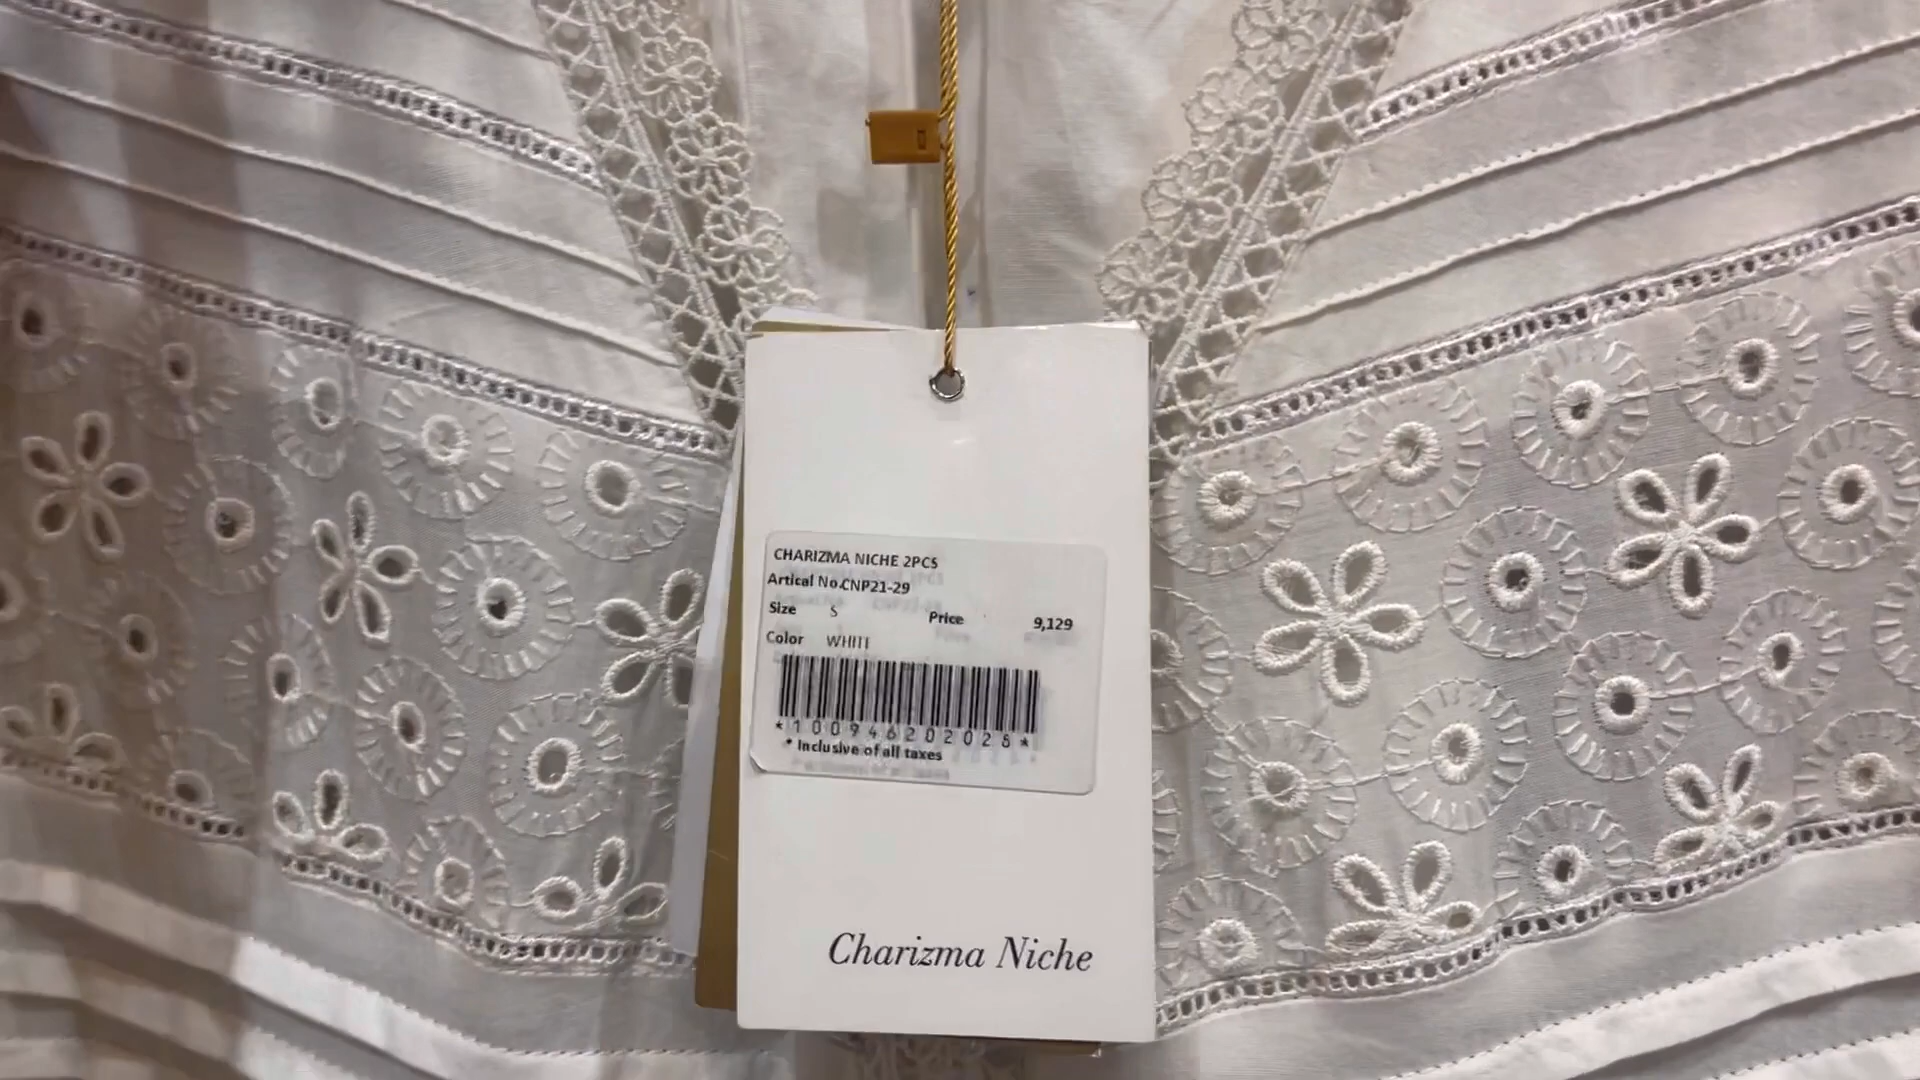 CHARIZMA NICHE 2PCS
Artical No.CNP21-29
Size S Price 9,129
Color WHITE
*100946202028*
* Inclusive of all taxes
Charizma Niche